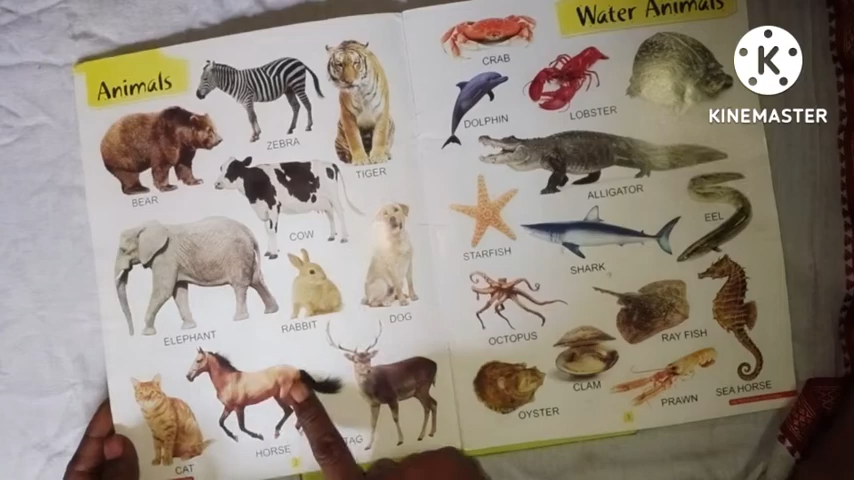 Animals
ZEBRA
TIGER
BEAR
COW
ELEPHANT
RABBIT
DOG
CAT
HORSE
TAG
Water Animals
CRAB
DOLPHIN
LOBSTER
ALLIGATOR
STARFISH
SHARK
EEL
OCTOPUS
RAY FISH
OYSTER
CLAM
PRAWN
SEA HORSE
K
KINEMASTER